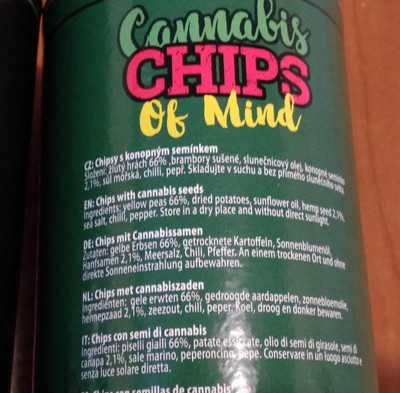 Cannabis
CHIPS
Of Mind
CZ: Chipsy s konopným semínkem
Složení: žlutý hrách 66% ,brambory sušené, slunečnicový olej, konopné semínko
2,1%, sůl mořská, chilli, pepř. Skladujte v suchu a bez přímého slunečního svitu.
EN: Chips with cannabis seeds
Ingredients: yellow peas 66%, dried potatoes, sunflower oil, hemp seed 2,1%,
sea salt, chilli, pepper. Store in a dry place and without direct sunlight.
DE: Chips mit Cannabissamen
Zutaten: gelbe Erbsen 66%, getrocknete Kartoffeln, Sonnenblumenöl,
Hanfsamen 2,1%, Meersalz, Chili, Pfeffer. An einem trockenen Ort und ohne
direkte Sonneneinstrahlung aufbewahren.
NL: Chips met cannabiszaden
Ingrediënten: gele erwten 66%, gedroogde aardappelen, zonnebloemolie,
hennepzaad 2,1%, zeezout, chili, peper. Koel, droog en donker bewaren.
IT: Chips con semi di cannabis
Ingredienti: piselli gialli 66%, patate essiccate, olio di semi di girasole, semi di
canapa 2,1%, sale marino, peperoncino, pepe. Conservare in un luogo asciutto e
senza luce solare diretta.
Chips con semillas de cannabis